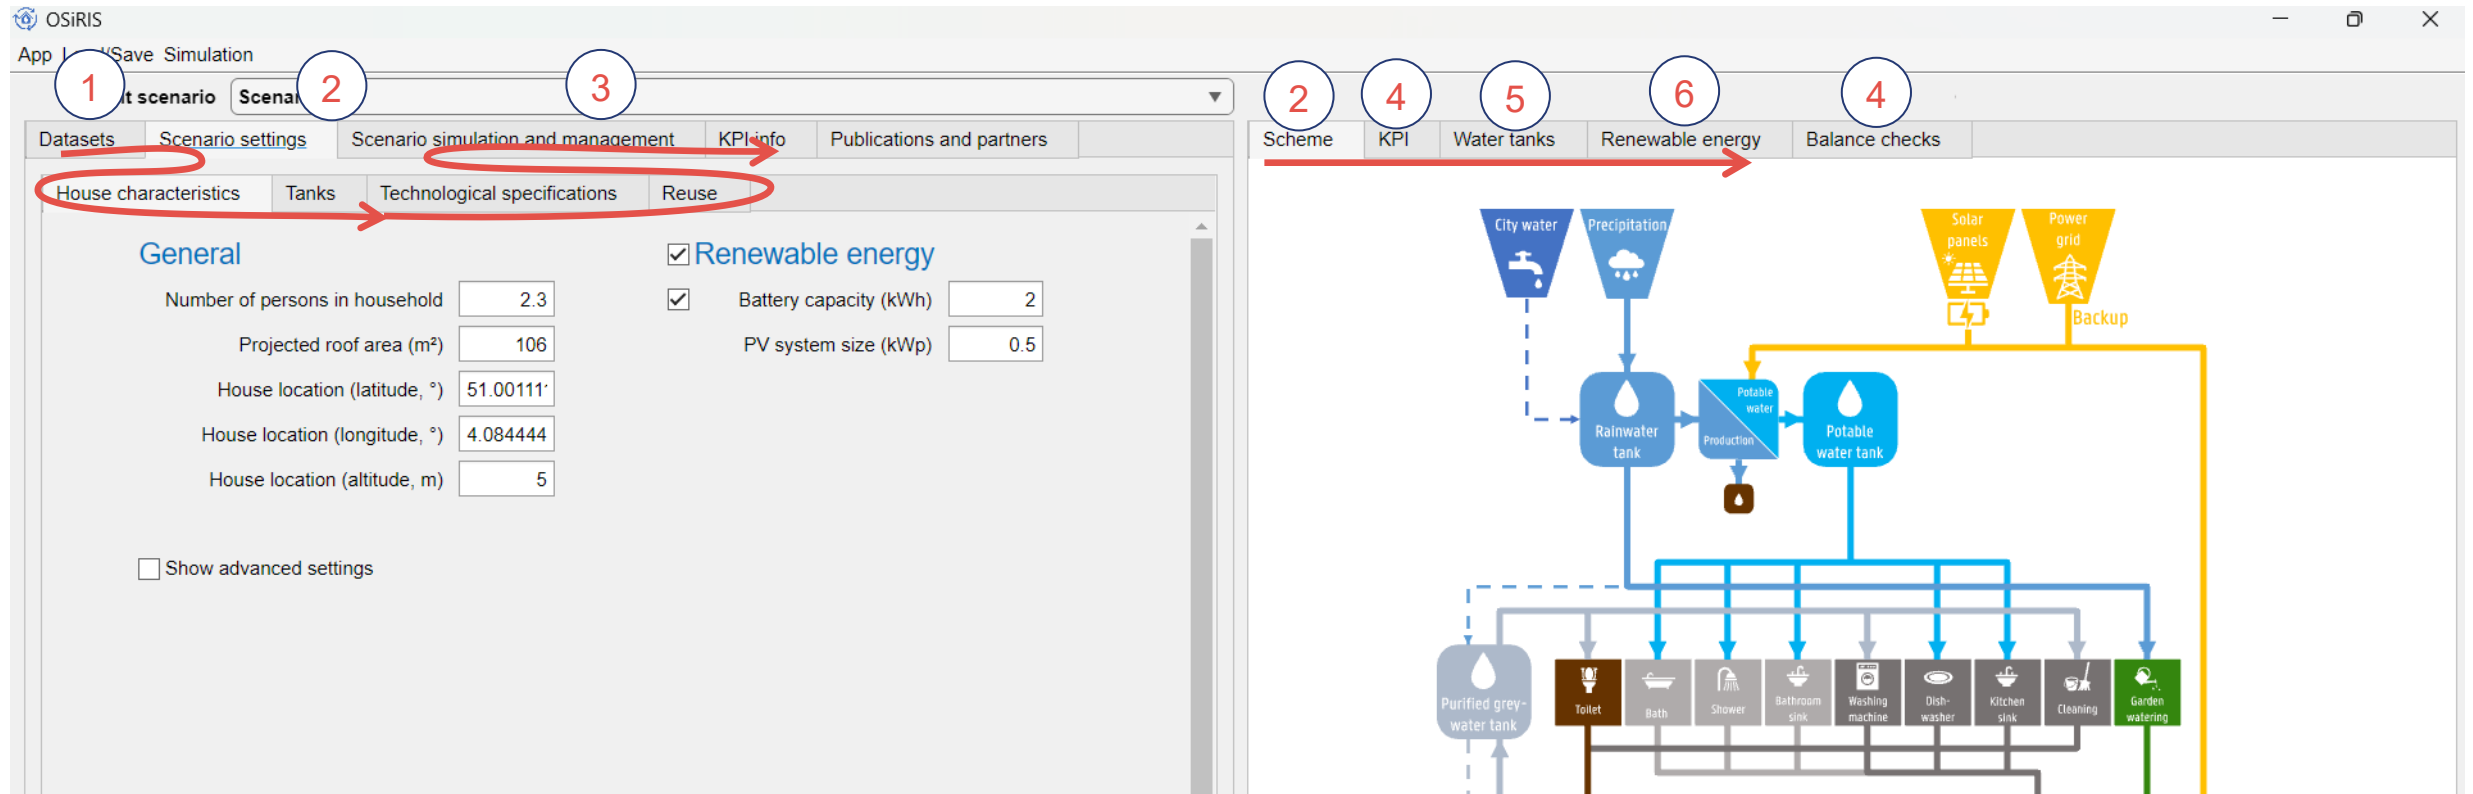 OSiRIS
App Load/Save Simulation
1 2 3 2 4 5 6 4
scenario
Datasets Scenario settings Scenario simulation and management KPI info Publications and partners
Scheme KPI Water tanks Renewable energy Balance checks
House characteristics Tanks Technological specifications Reuse
General
Renewable energy
Number of persons in household 2.3
Battery capacity (kWh) 2
Projected roof area (m²) 106
PV system size (kWp) 0.5
House location (latitude, °) 51.00111
House location (longitude, °) 4.084444
House location (altitude, m) 5
Show advanced settings
City water
Precipitation
Solar
panels
Power
grid
Backup
Rainwater
tank
Potable
water
Production
Potable
water tank
Purified grey-
water tank
Toilet
Bath
Shower
Bathroom
sink
Washing
machine
Dish-
washer
Kitchen
sink
Cleaning
Garden
watering